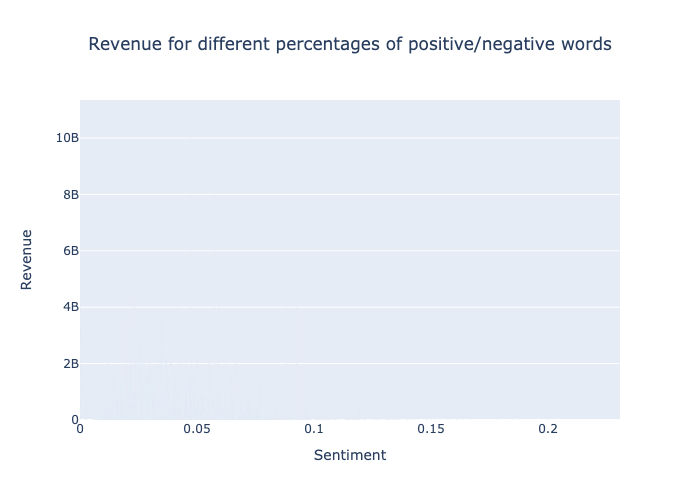 Revenue for different percentages of positive/negative words
10B
8B
6B
4B
2B
0
Revenue
0 0.05 0.1 0.15 0.2
Sentiment